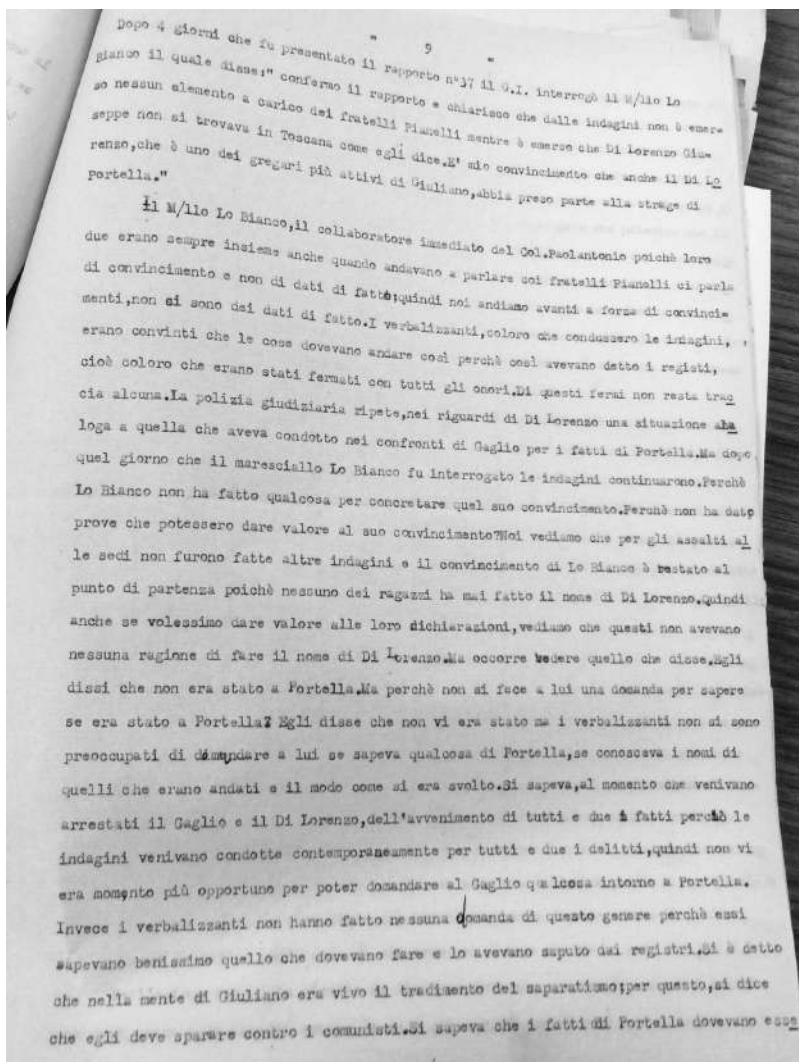 " 9 "
Dopo 4 giorni che fu presentato il rapporto n°37 il G.I. interrogò il M/llo Lo
Bianco il quale disse:" confermo il rapporto e chiarisco che dalle indagini non è emer=
so nessun elemento a carico dei fratelli Pianelli mentre è emerso che Di Lorenzo Giu=
seppe non si trovava in Toscana come egli dice.E' mio convincimento che anche il Di Lo
renzo,che è uno dei gregari più attivi di Giuliano,abbia preso parte alla strage di
Portella."
Il M/llo Lo Bianco,il collaboratore immediato del Col.Paolantonio poichè loro
due erano sempre insieme anche quando andavano a parlare coi fratelli Pianelli ci parla
di convincimento e non di dati di fatto;quindi noi andiamo avanti a forza di convinci=
menti,non ci sono dei dati di fatto.I verbalizzanti,coloro che condussero le indagini,
erano convinti che le cose dovevano andare così perchè così avevano detto i registi,
cioè coloro che erano stati fermati con tutti gli onori.Di questi fermi non resta trac
cia alcuna.La polizia giudiziaria ripete,nei riguardi di Di Lorenzo una situazione ana
loga a quella che aveva condotto nei confronti di Gaglio per i fatti di Portella.Ma dopo
quel giorno che il maresciallo Lo Bianco fu interrogato le indagini continuarono.Perchè
Lo Bianco non ha fatto qualcosa per concretare quel suo convincimento.Perchè non ha dato
prove che potessero dare valore al suo convincimento?Noi vediamo che per gli assalti al
le sedi non furono fatte altre indagini e il convincimento di Lo Bianco è restato al
punto di partenza poichè nessuno dei ragazzi ha mai fatto il nome di Di Lorenzo.Quindi
anche se volessimo dare valore alle loro dichiarazioni,vediamo che questi non avevano
nessuna ragione di fare il nome di Di Lorenzo.Ma occorre vedere quello che disse.Egli
dissi che non era stato a Portella.Ma perchè non si fece a lui una domanda per sapere
se era stato a Portella? Egli disse che non vi era stato ma i verbalizzanti non si sono
preoccupati di domandare a lui se sapeva qualcosa di Portella,se conosceva i nomi di
quelli che erano andati e il modo come si era svolto.Si sapeva,al momento che venivano
arrestati il Gaglio e il Di Lorenzo,dell'avvenimento di tutti e due i fatti perchè le
indagini venivano condotte contemporaneamente per tutti e due i delitti,quindi non vi
era momento più opportuno per poter domandare al Gaglio qualcosa intorno a Portella.
Invece i verbalizzanti non hanno fatto nessuna domanda di questo genere perchè essi
sapevano benissimo quello che dovevano fare e lo avevano saputo dai registri.Si è detto
che nella mente di Giuliano era vivo il tradimento del saparatismo;per questo,si dice
che egli deve sparare contro i comunisti.Si sapeva che i fatti di Portella dovevano esse